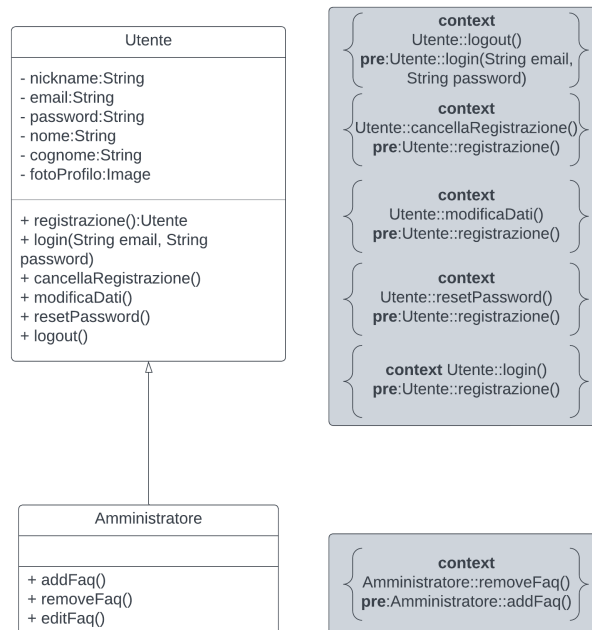 Utente
- nickname:String
- email:String
- password:String
- nome:String
- cognome:String
- fotoProfilo:Image
+ registrazione():Utente
+ login(String email, String
password)
+ cancellaRegistrazione()
+ modificaDati()
+ resetPassword()
+ logout()
context
Utente::logout()
pre:Utente::login(String email,
String password)
context
Utente::cancellaRegistrazione()
pre:Utente::registrazione()
context
Utente::modificaDati()
pre:Utente::registrazione()
context
Utente::resetPassword()
pre:Utente::registrazione()
context Utente::login()
pre:Utente::registrazione()
Amministratore
+ addFaq()
+ removeFaq()
+ editFaq()
context
Amministratore::removeFaq()
pre:Amministratore::addFaq()